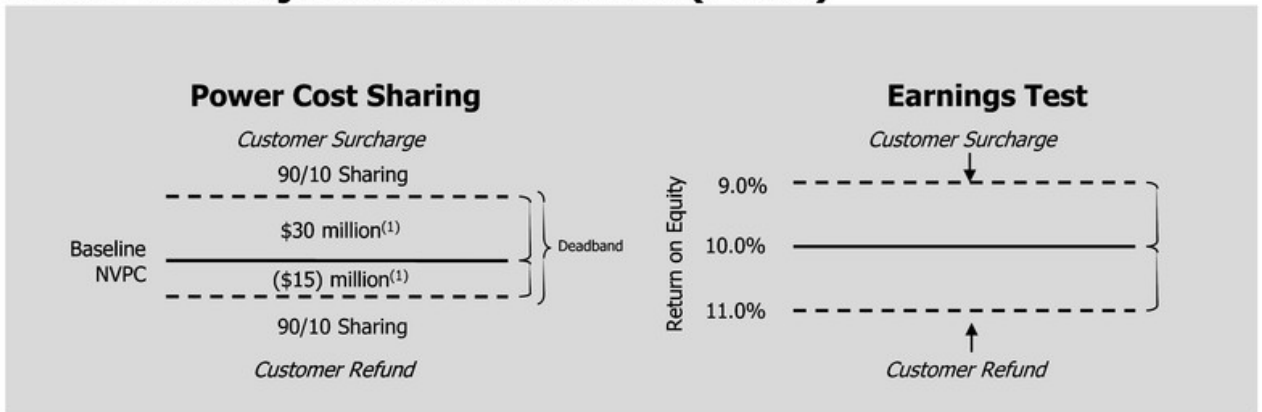 Power Cost Sharing
Customer Surcharge
90/10 Sharing
$30 million(1)
Baseline
NVPC
Deadband
($15) million(1)
90/10 Sharing
Customer Refund
Earnings Test
Customer Surcharge
Return on Equity
9.0%
10.0%
11.0%
Customer Refund